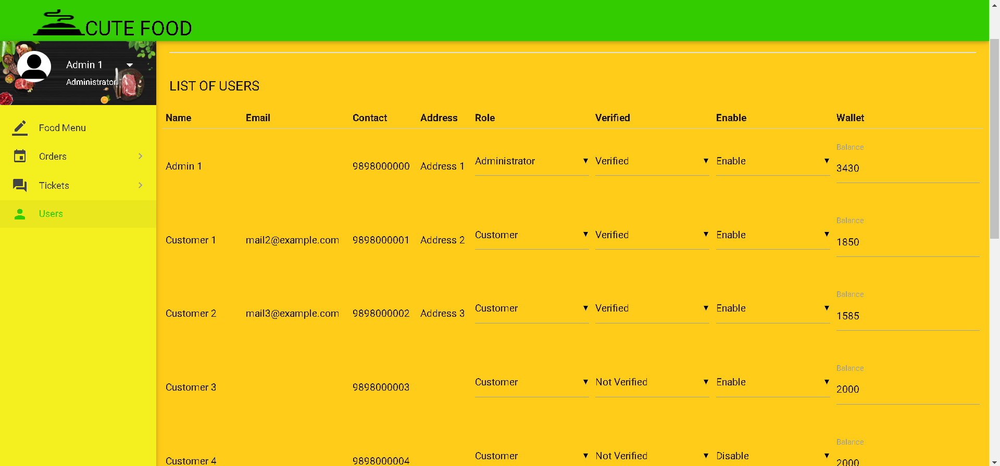 CUTE FOOD
Admin 1
Administrator
Food Menu
Orders
Tickets
Users
LIST OF USERS
Name Email Contact Address Role Verified Enable Wallet
Balance
Admin 1 9898000000 Address 1 Administrator Verified Enable 3430
Balance
Customer 1 mail2@example.com 9898000001 Address 2 Customer Verified Enable 1850
Balance
Customer 2 mail3@example.com 9898000002 Address 3 Customer Verified Enable 1585
Balance
Customer 3 9898000003 Customer Not Verified Enable 2000
Balance
Customer 4 9898000004 Customer Not Verified Disable 2000